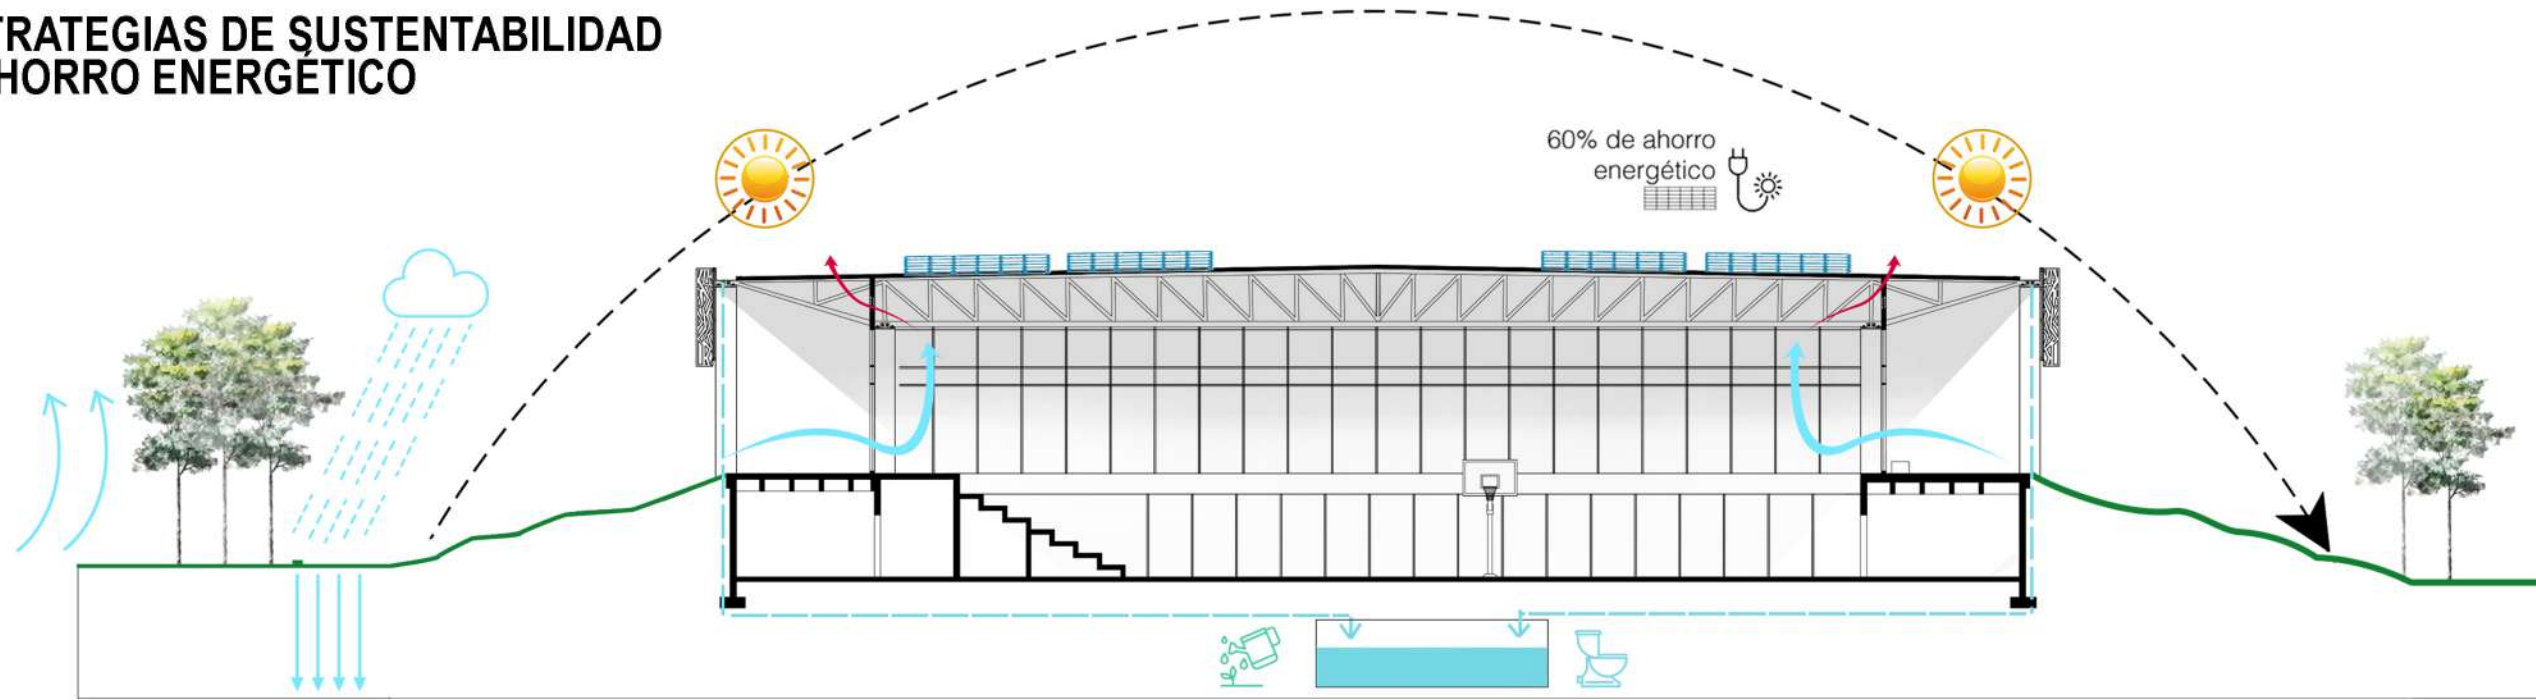 TRATEGIAS DE SUSTENTABILIDAD
HORRO ENERGÉTICO
60% de ahorro
energético